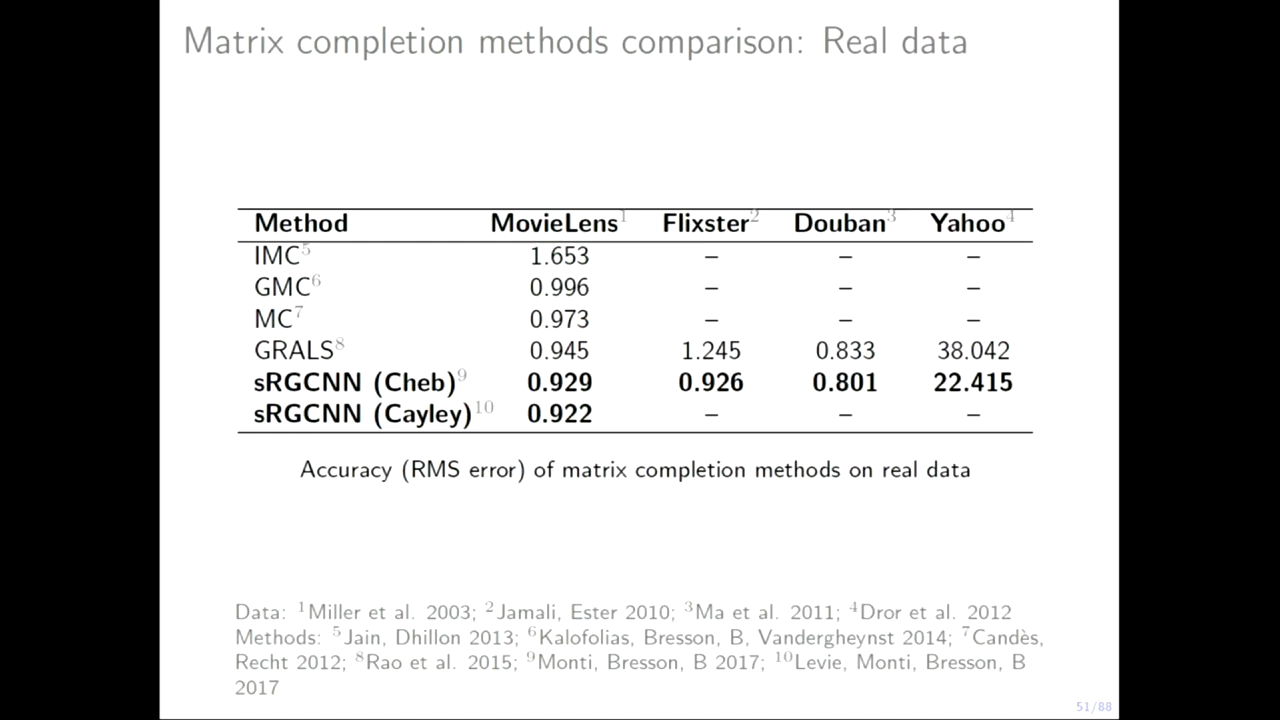 Matrix completion methods comparison: Real data
Method MovieLens1 Flixster2 Douban3 Yahoo4
IMC5 1.653 – – –
GMC6 0.996 – – –
MC7 0.973 – – –
GRALS8 0.945 1.245 0.833 38.042
sRGCNN (Cheb)9 0.929 0.926 0.801 22.415
sRGCNN (Cayley)10 0.922 – – –
Accuracy (RMS error) of matrix completion methods on real data
Data: 1Miller et al. 2003; 2Jamali, Ester 2010; 3Ma et al. 2011; 4Dror et al. 2012
Methods: 5Jain, Dhillon 2013; 6Kalofolias, Bresson, B, Vandergheynst 2014; 7Candès,
Recht 2012; 8Rao et al. 2015; 9Monti, Bresson, B 2017; 10Levie, Monti, Bresson, B
2017
51/88